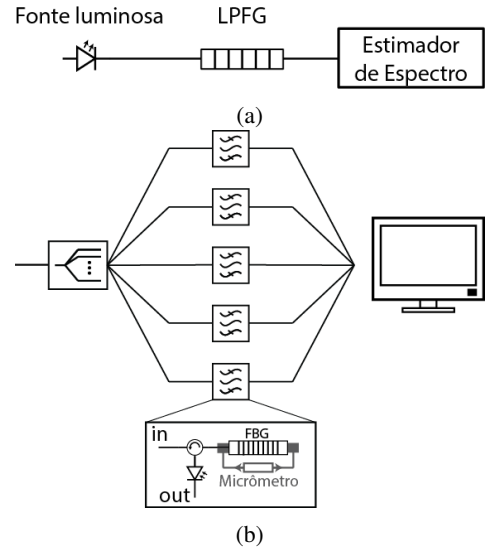 Fonte luminosa
LPFG
Estimador
de Espectro
(a)
in
FBG
Micrômetro
out
(b)